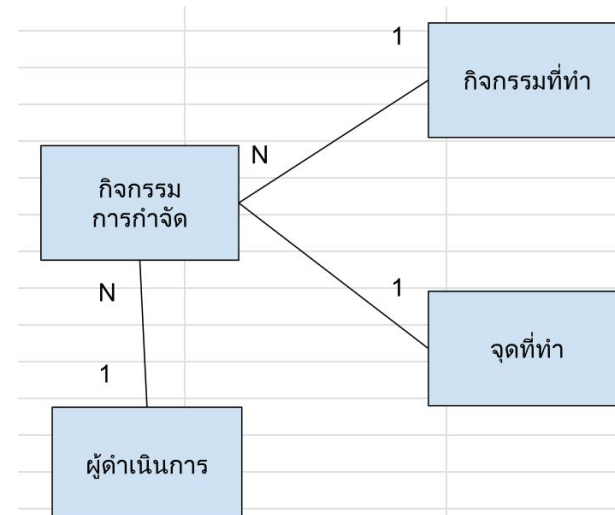 1
กิจกรรมที่ทำ
N
กิจกรรม
การกำจัด
N
1
จุดที่ทำ
1
ผู้ดำเนินการ